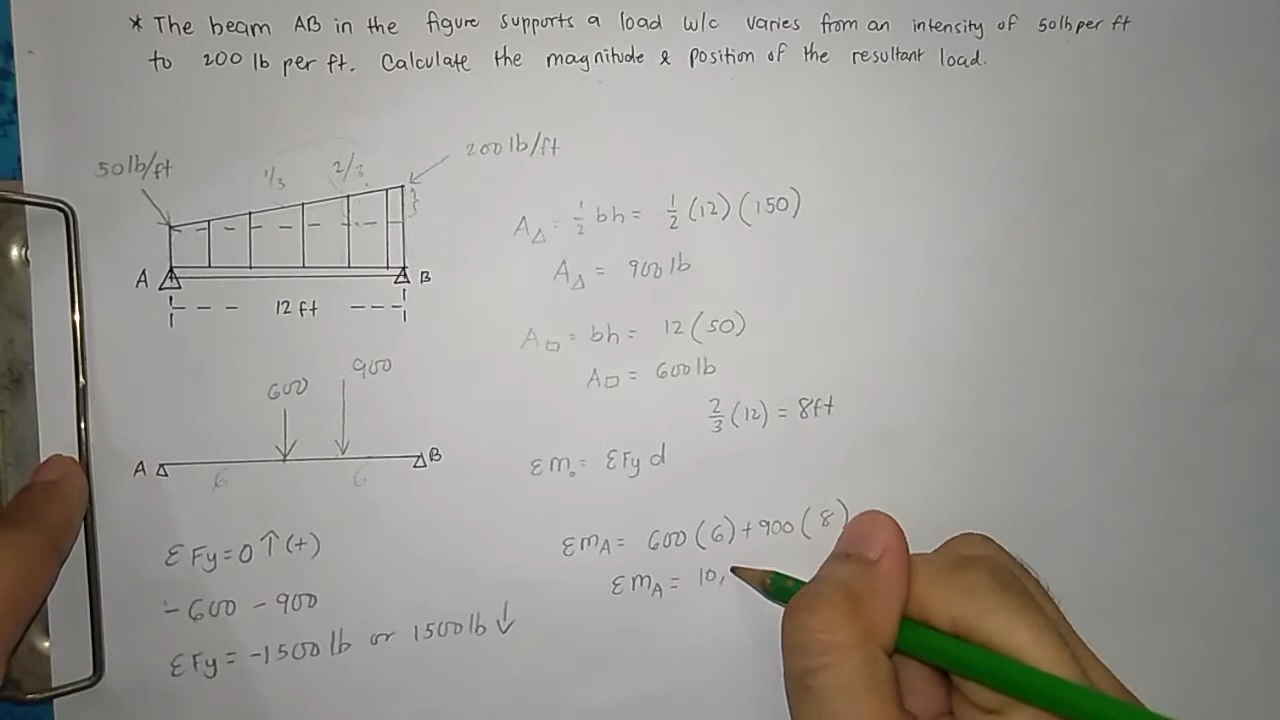 * The beam AB in the figure supports a load w/c varies from an intensity of 50lb per ft
to 200 lb per ft. Calculate the magnitude & position of the resultant load.
50lb/ft
1/3
2/3
200 lb/ft
A
B
12 ft
A△ = 1/2 bh = 1/2 (12)(150)
A△ = 900 lb
A□ = bh = 12(50)
A□ = 600 lb
2/3 (12) = 8ft
600
900
A
B
6
6
ΣFy=0↑(+)
-600 - 900
ΣFy = -1500 lb or 1500 lb ↓
Σm₀ = ΣFy d
ΣmA = 600(6)+900(8)
ΣmA = 10,